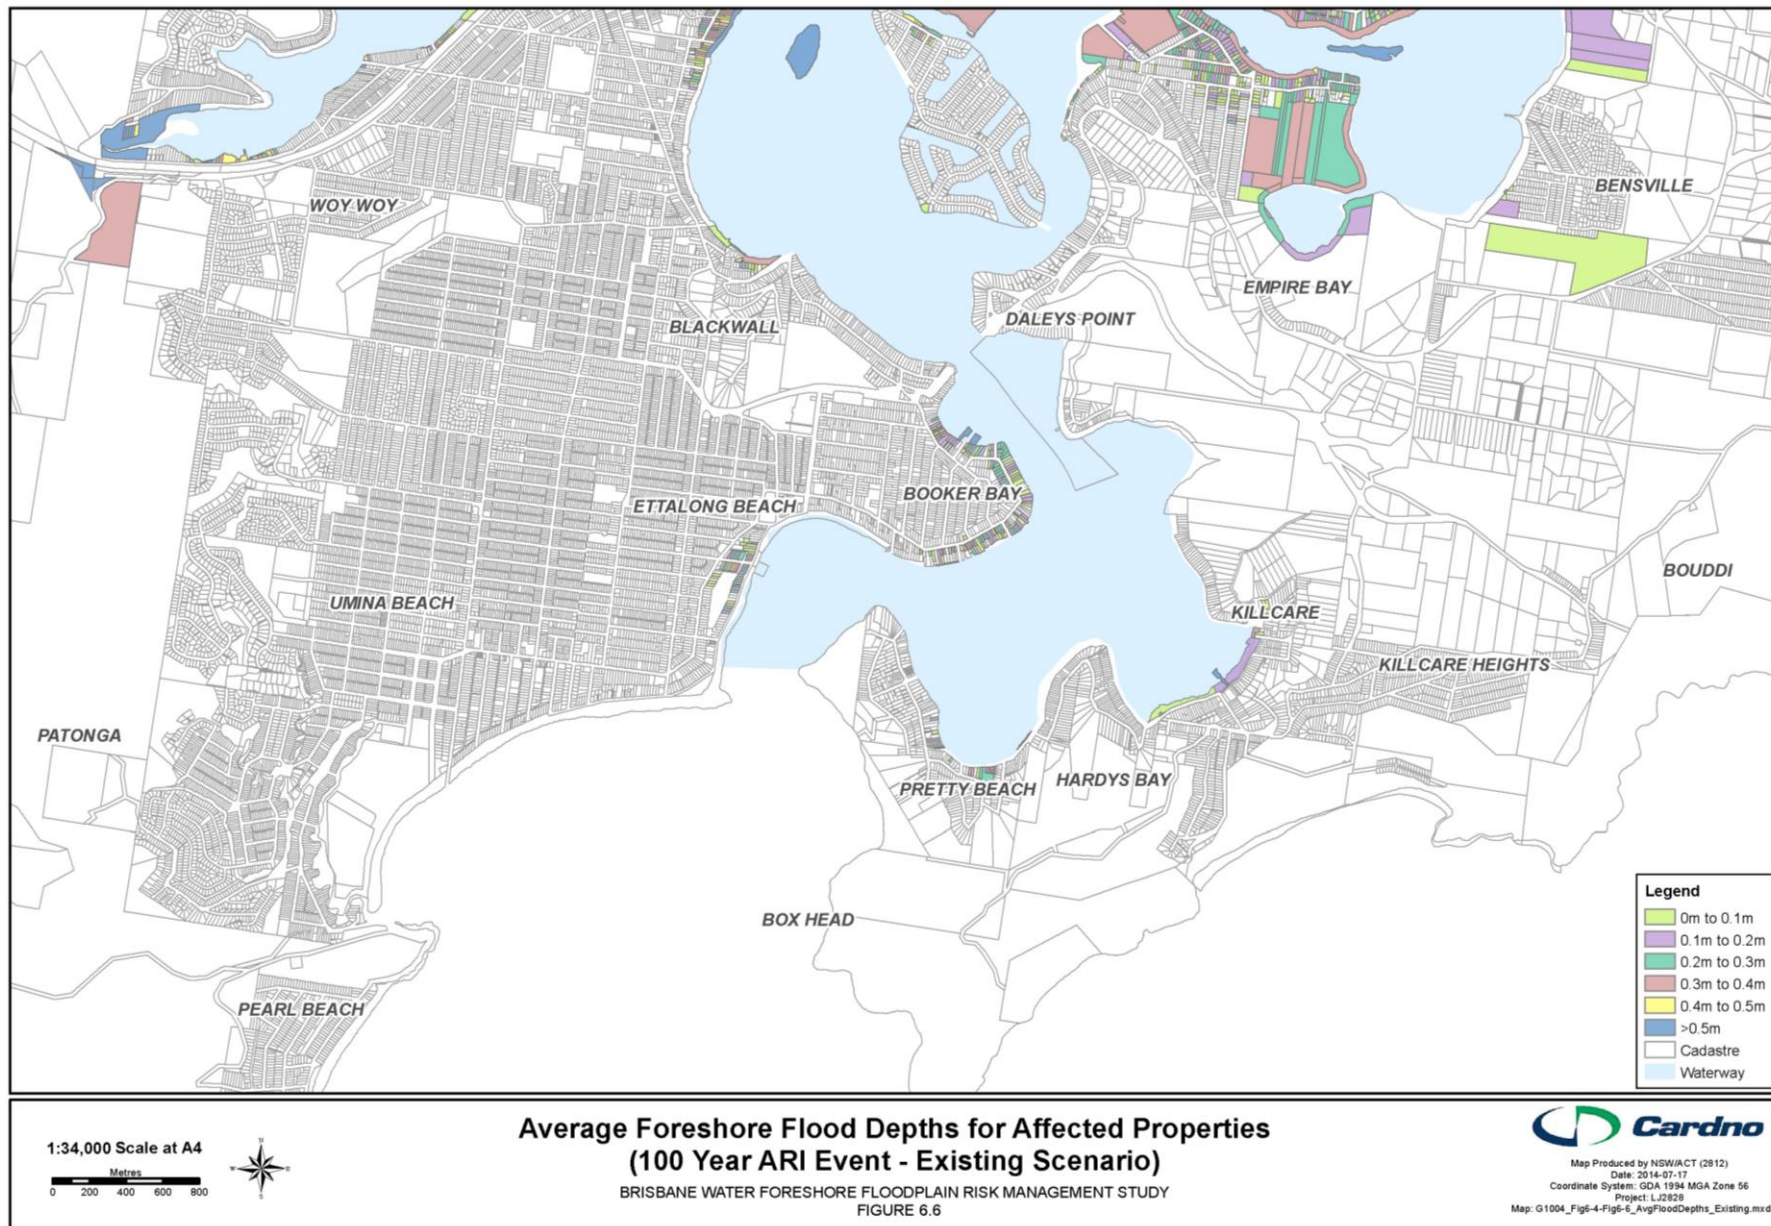 BENSVILLE
WOY WOY
EMPIRE BAY
DALEYS POINT
BLACKWALL
BOOKER BAY
ETTALONG BEACH
BOUDDI
UMINA BEACH
KILLCARE
KILLCARE HEIGHTS
PATONGA
HARDYS BAY
PRETTY BEACH
BOX HEAD
PEARL BEACH
Legend
0m to 0.1m
0.1m to 0.2m
0.2m to 0.3m
0.3m to 0.4m
0.4m to 0.5m
>0.5m
Cadastre
Waterway
1:34,000 Scale at A4
Metres
0 200 400 600 800
N
W E
S
Average Foreshore Flood Depths for Affected Properties
(100 Year ARI Event - Existing Scenario)
BRISBANE WATER FORESHORE FLOODPLAIN RISK MANAGEMENT STUDY
FIGURE 6.6
Cardno
Map Produced by NSW/ACT (2812)
Date: 2014-07-17
Coordinate System: GDA 1994 MGA Zone 56
Project: LJ2828
Map: G1004_Fig6-4-Fig6-6_AvgFloodDepths_Existing.mxd